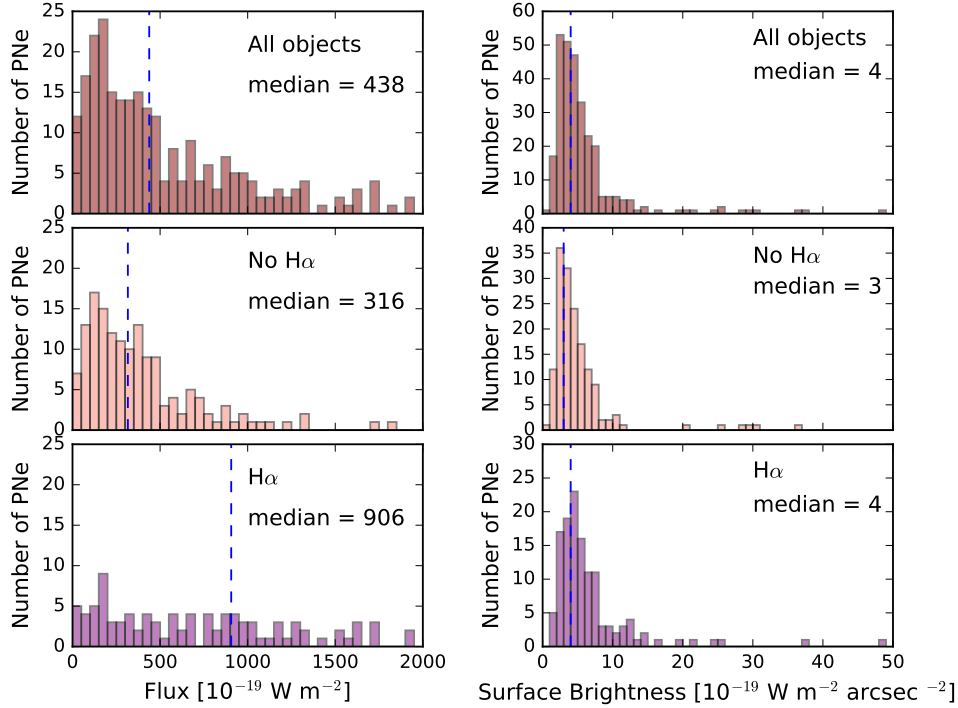 25
20
15
10
5
0
Number of PNe
All objects
median = 438
60
50
40
30
20
10
0
Number of PNe
All objects
median = 4
25
20
15
10
5
0
Number of PNe
No Hα
median = 316
40
35
30
25
20
15
10
5
0
Number of PNe
No Hα
median = 3
25
20
15
10
5
0
Number of PNe
Hα
median = 906
0 500 1000 1500 2000
Flux [10⁻¹⁹ W m⁻²]
30
25
20
15
10
5
0
Number of PNe
Hα
median = 4
0 10 20 30 40 50
Surface Brightness [10⁻¹⁹ W m⁻² arcsec ⁻²]